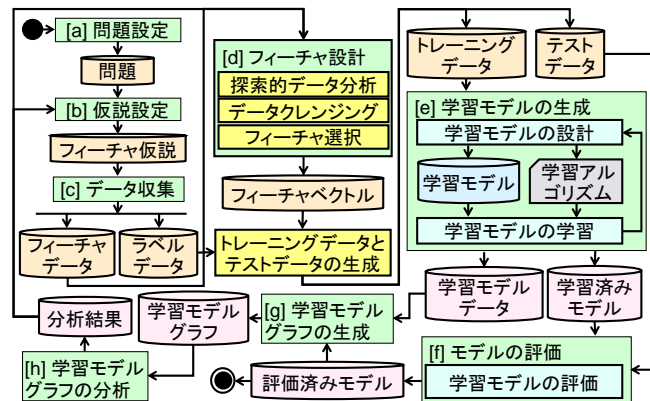 [a] 問題設定
問題
[b] 仮説設定
フィーチャ仮説
[c] データ収集
フィーチャ
データ
ラベル
データ
[d] フィーチャ設計
探索的データ分析
データクレンジング
フィーチャ選択
フィーチャベクトル
トレーニングデータと
テストデータの生成
トレーニング
データ
テスト
データ
[e] 学習モデルの生成
学習モデルの設計
学習モデル
学習アル
ゴリズム
学習モデルの学習
学習モデル
データ
学習済み
モデル
[f] モデルの評価
学習モデルの評価
評価済みモデル
[g] 学習モデル
グラフの生成
学習モデル
グラフ
[h] 学習モデル
グラフの分析
分析結果